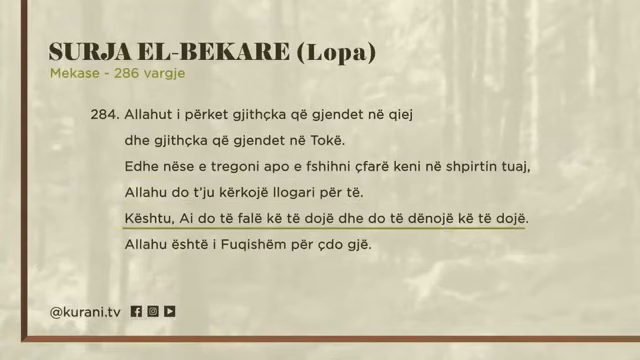 SURJA EL-BEKARE (Lopa)
Mekase - 286 vargje
284. Allahut i përket gjithçka që gjendet në qiej
dhe gjithçka që gjendet në Tokë.
Edhe nëse e tregoni apo e fshihni çfarë keni në shpirtin tuaj,
Allahu do t'ju kërkojë llogari për të.
Kështu, Ai do të falë kë të dojë dhe do të dënojë kë të dojë.
Allahu është i Fuqishëm për çdo gjë.
@kurani.tv